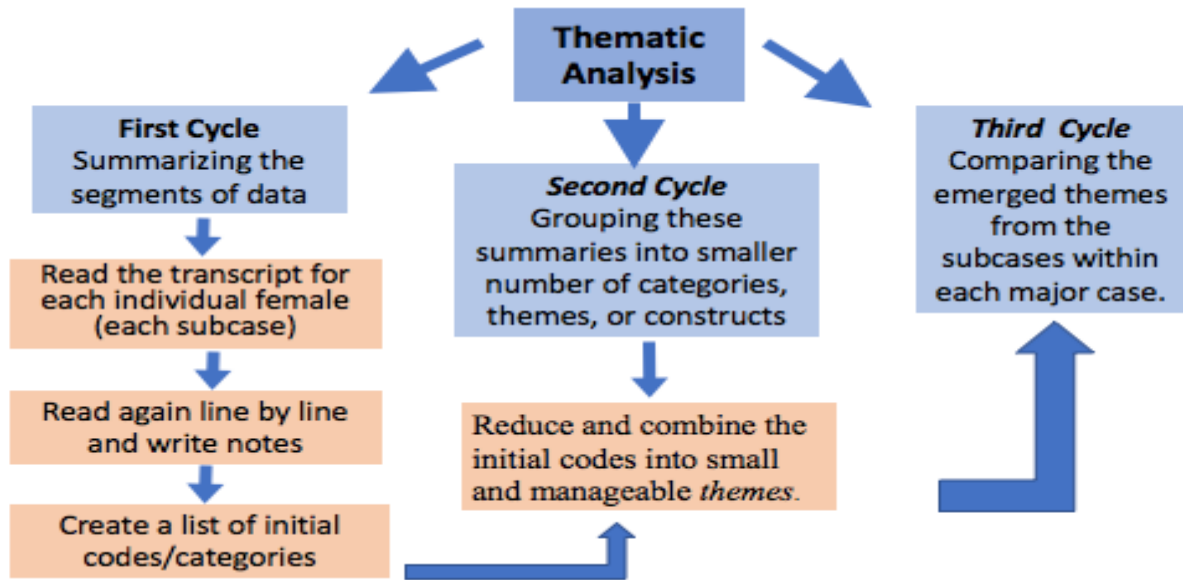 Thematic
Analysis
First Cycle
Summarizing the
segments of data
Read the transcript for
each individual female
(each subcase)
Read again line by line
and write notes
Create a list of initial
codes/categories
Second Cycle
Grouping these
summaries into smaller
number of categories,
themes, or constructs
Reduce and combine the
initial codes into small
and manageable themes.
Third Cycle
Comparing the
emerged themes
from the
subcases within
each major case.